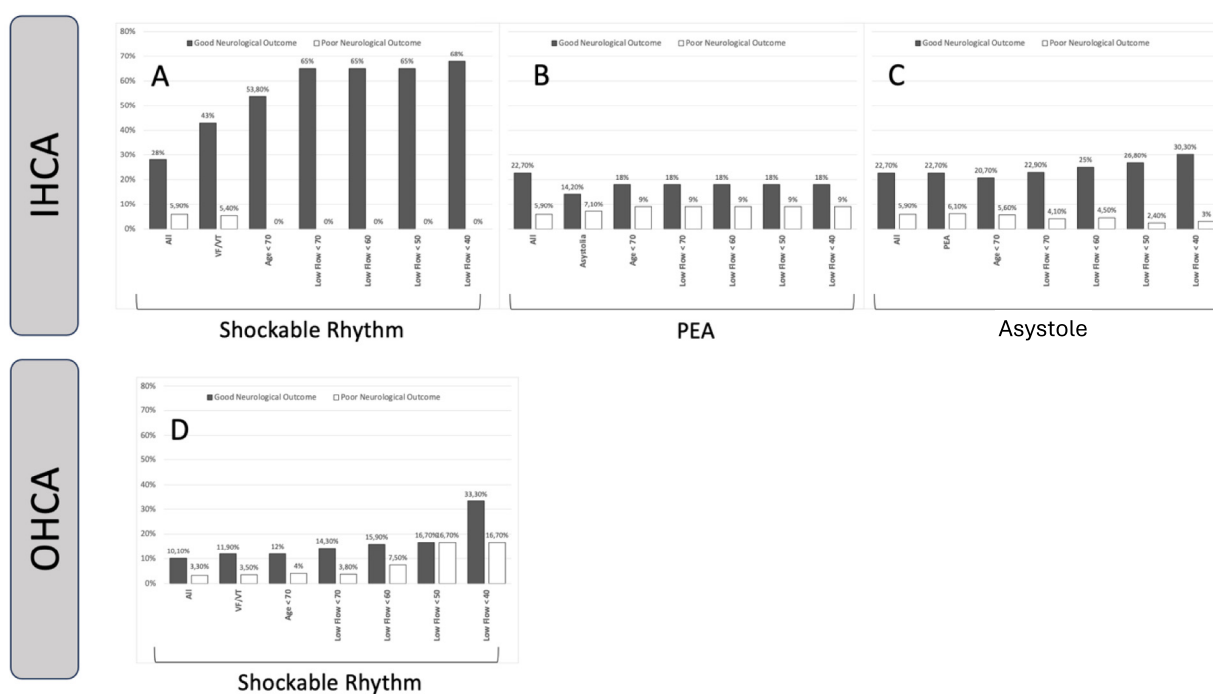 IHCA
80%
70%
60%
50%
40%
30%
20%
10%
0%
Good Neurological Outcome Poor Neurological Outcome
A
28% 5,90% 43% 5,40% 53,80% 0% 65% 0% 65% 0% 65% 0% 68% 0%
All VF/VT Age < 70 Low Flow < 70 Low Flow < 60 Low Flow < 50 Low Flow < 40
Shockable Rhythm
Good Neurological Outcome Poor Neurological Outcome
B
22,70% 5,90% 14,20% 7,10% 18% 9% 18% 9% 18% 9% 18% 9% 18% 9%
All Asystolia Age < 70 Low Flow < 70 Low Flow < 60 Low Flow < 50 Low Flow < 40
PEA
Good Neurological Outcome Poor Neurological Outcome
C
22,70% 5,90% 22,70% 6,10% 20,70% 5,60% 22,90% 4,10% 25% 4,50% 26,80% 2,40% 30,30% 3%
All PEA Age < 70 Low Flow < 70 Low Flow < 60 Low Flow < 50 Low Flow < 40
Asystole
OHCA
80%
70%
60%
50%
40%
30%
20%
10%
0%
Good Neurological Outcome Poor Neurological Outcome
D
10,10% 3,30% 11,90% 3,50% 12% 4% 14,30% 3,80% 15,90% 7,50% 16,70% 16,70% 33,30% 16,70%
All VF/VT Age < 70 Low Flow < 70 Low Flow < 60 Low Flow < 50 Low Flow < 40
Shockable Rhythm